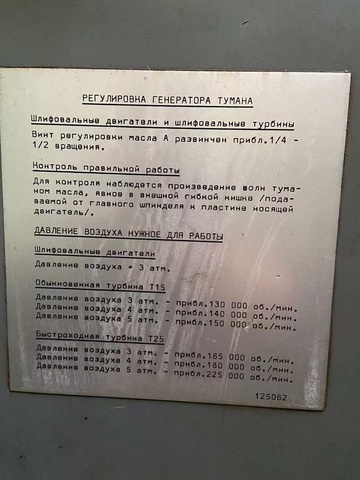 РЕГУЛИРОВКА ГЕНЕРАТОРА ТУМАНА
Шлифовальные двигатели и шлифовальные турбины
Винт регулировки масла А развинчен прибл.1/4 -
1/2 вращения.
Контроль правильной работы
Для контроля наблюдется произведение волн тума-
ном масла, явное в внешной гибкой кишке /пода-
ваемой от главного шпинделя к пластине носящей
двигатель/.
ДАВЛЕНИЕ ВОЗДУХА НУЖНОЕ ДЛЯ РАБОТЫ
Шлифовальные двигатели
Давление воздуха = 3 атм.
Обыкновенная турбина Т15
Давление воздуха 3 атм. - прибл.130 000 об./мин.
Давление воздуха 4 атм. - прибл.140 000 об./мин.
Давление воздуха 5 атм. - прибл.150 000 об./мин.
Быстроходная турбина Т25
Давление воздуха 3 атм. - прибл.165 000 об./мин.
Давление воздуха 4 атм. - прибл.180 000 об./мин.
Давление воздуха 5 атм. - прибл.225 000 об./мин.
125062